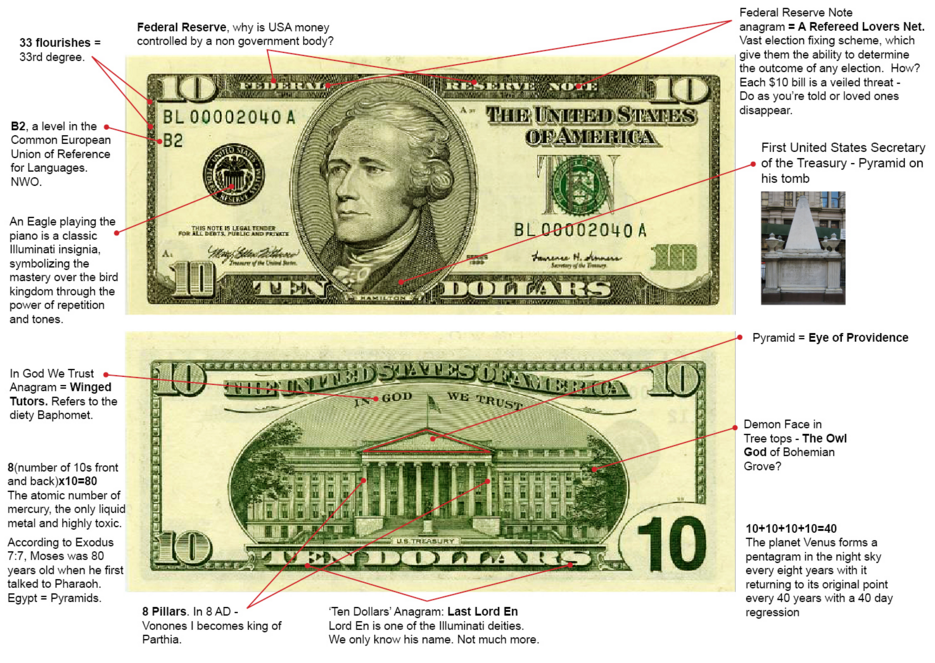 Federal Reserve, why is USA money
controlled by a non government body?
Federal Reserve Note
anagram = A Refereed Lovers Net.
Vast election fixing scheme, which
give them the ability to determine
the outcome of any election. How?
Each $10 bill is a veiled threat -
Do as you're told or loved ones
disappear.
33 flourishes =
33rd degree.
B2, a level in the
Common European
Union of Reference
for Languages.
NWO.
An Eagle playing the
piano is a classic
Illuminati insignia,
symbolizing the
mastery over the bird
kingdom through the
power of repetition
and tones.
10 FEDERAL RESERVE NOTE 10
BL 00002040 A
B2
THE UNITED STATES
OF AMERICA
THIS NOTE IS LEGAL TENDER
FOR ALL DEBTS, PUBLIC AND PRIVATE
Treasurer of the United States.
BL 00002040 A
SERIES
1999
Secretary of the Treasury.
10 TEN DOLLARS 10
HAMILTON
First United States Secretary
of the Treasury - Pyramid on
his tomb
Pyramid = Eye of Providence
In God We Trust
Anagram = Winged
Tutors. Refers to the
diety Baphomet.
10 THE UNITED STATES OF AMERICA 10
IN GOD WE TRUST
U.S. TREASURY
10 TEN DOLLARS 10
Demon Face in
Tree tops - The Owl
God of Bohemian
Grove?
8(number of 10s front
and back)x10=80
The atomic number of
mercury, the only liquid
metal and highly toxic.
According to Exodus
7:7, Moses was 80
years old when he first
talked to Pharaoh.
Egypt = Pyramids.
10+10+10+10=40
The planet Venus forms a
pentagram in the night sky
every eight years with it
returning to its original point
every 40 years with a 40 day
regression
8 Pillars. In 8 AD -
Vonones I becomes king of
Parthia.
'Ten Dollars' Anagram: Last Lord En
Lord En is one of the Illuminati deities.
We only know his name. Not much more.